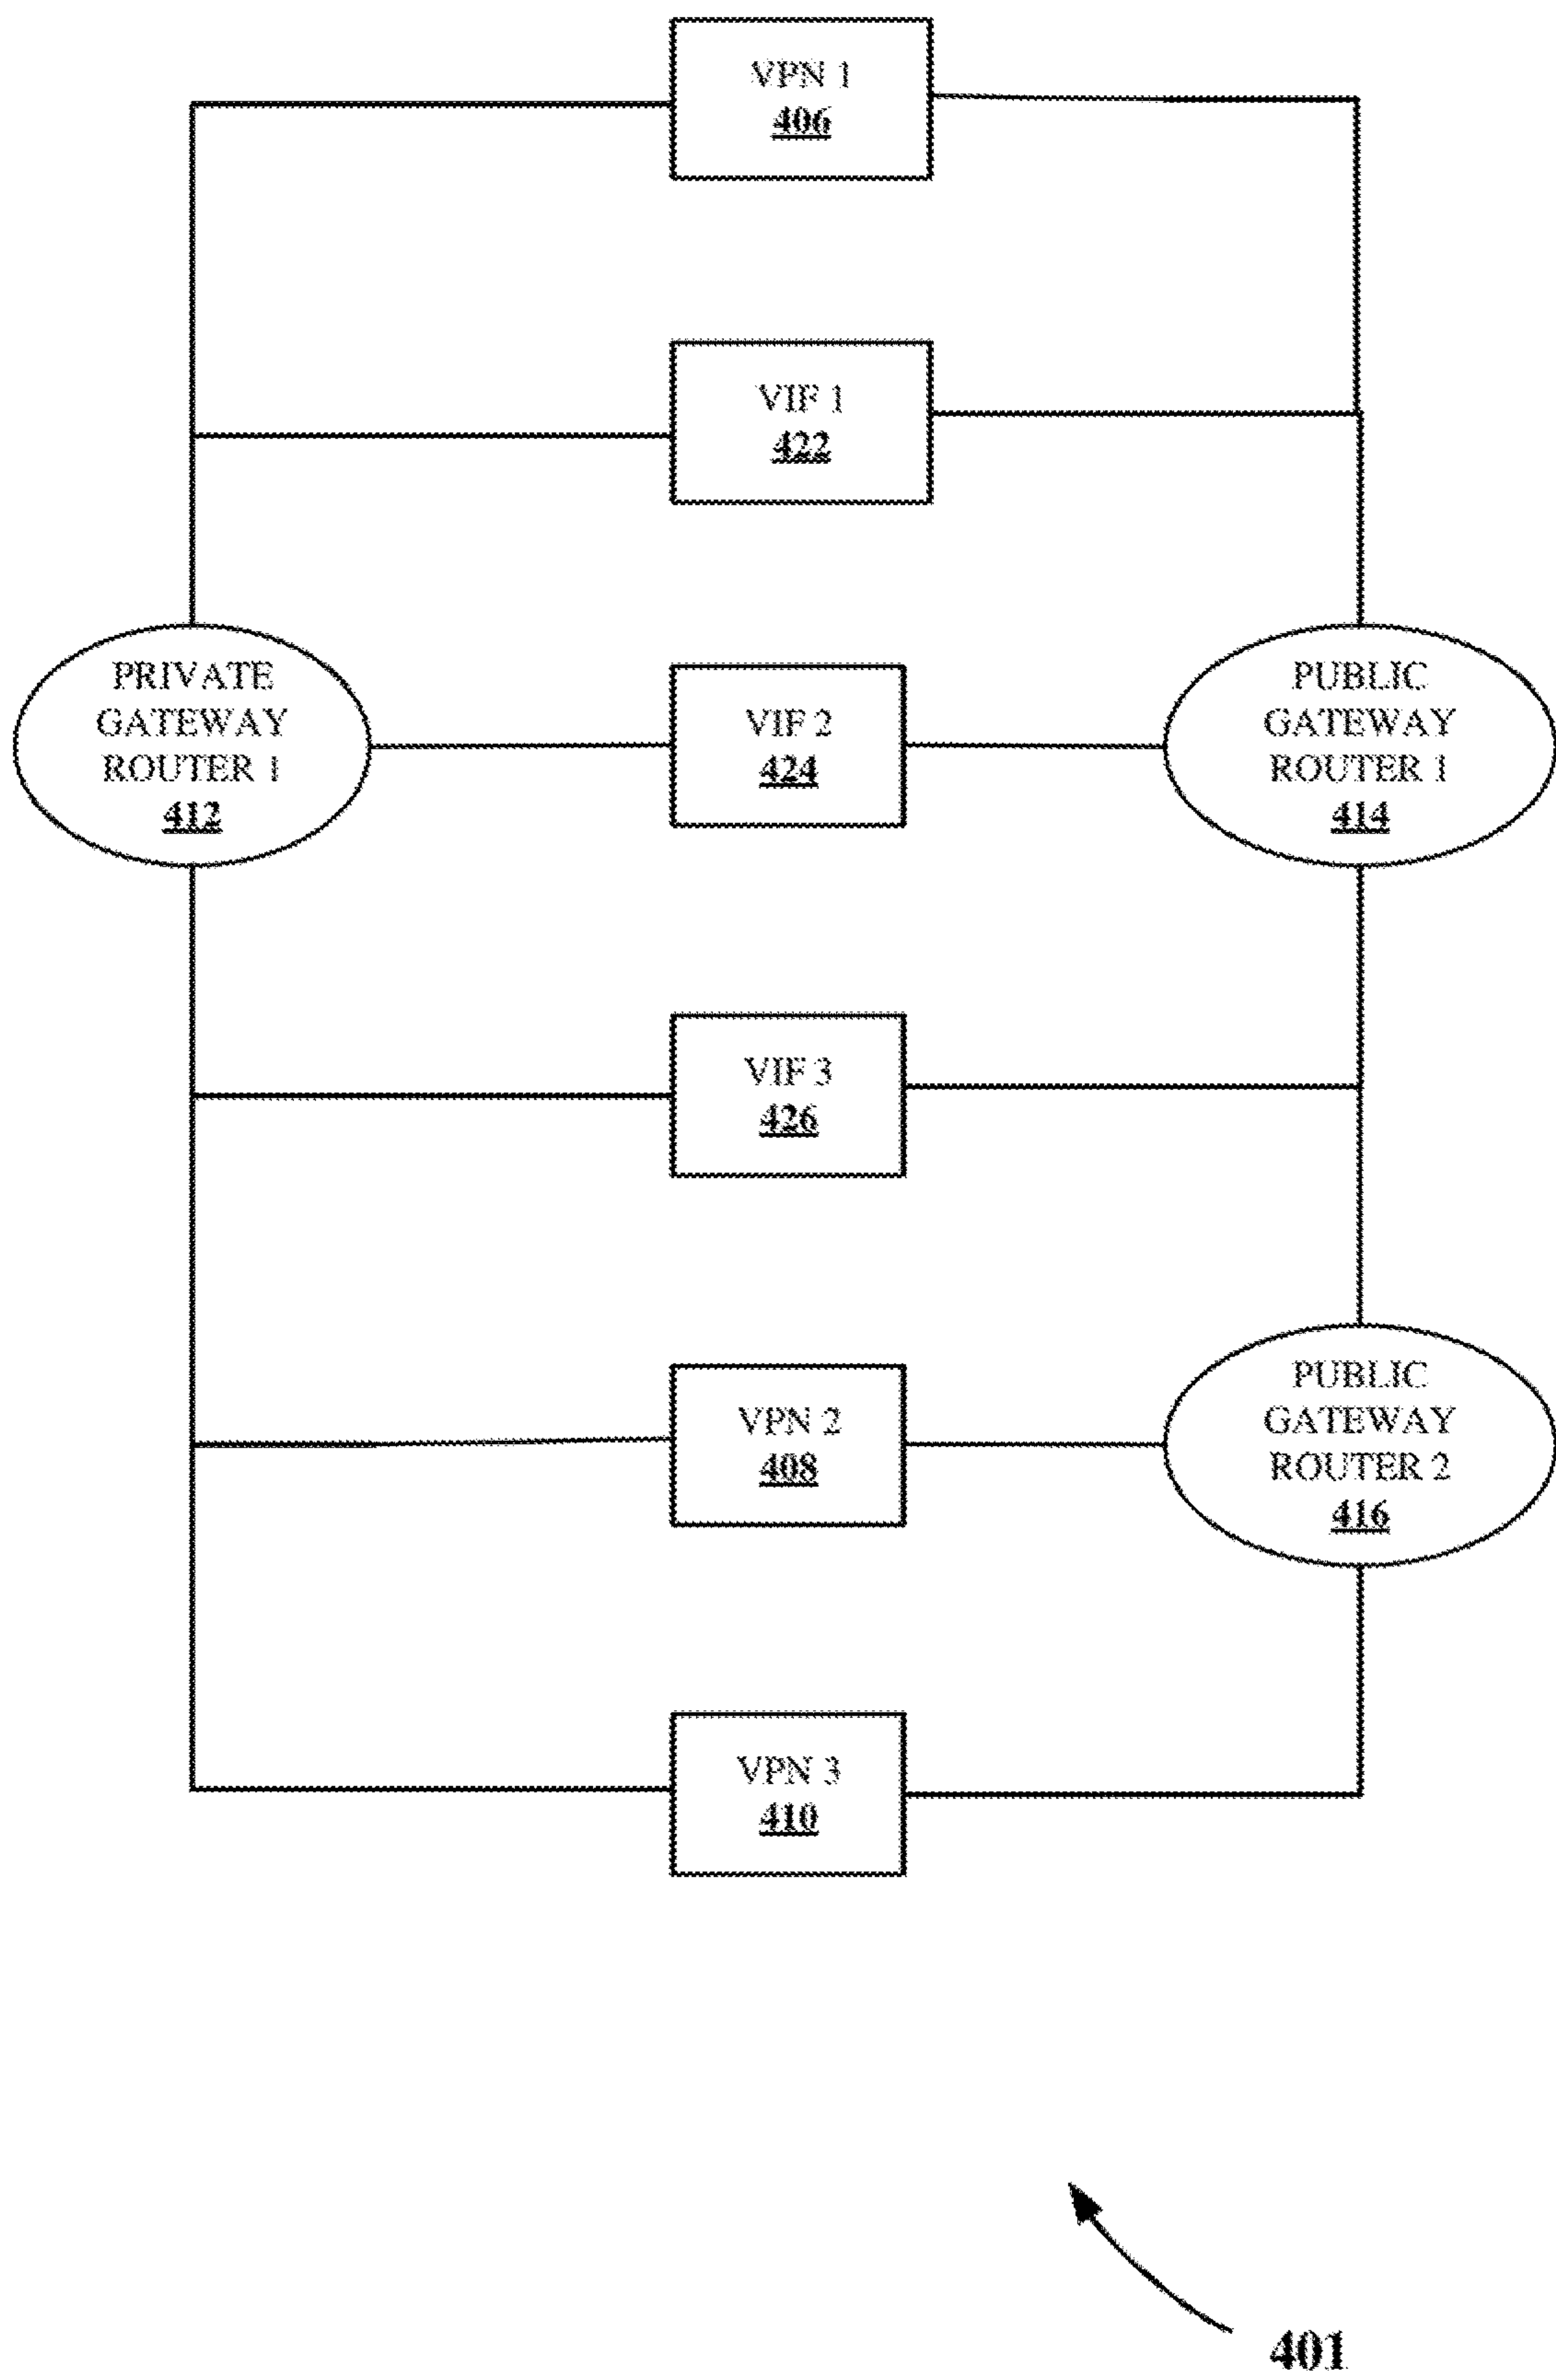 VPN 1
406
VIF 1
422
PRIVATE
GATEWAY
ROUTER 1
412
VIF 2
424
PUBLIC
GATEWAY
ROUTER 1
414
VIF 3
426
VPN 2
408
PUBLIC
GATEWAY
ROUTER 2
416
VPN 3
410
401